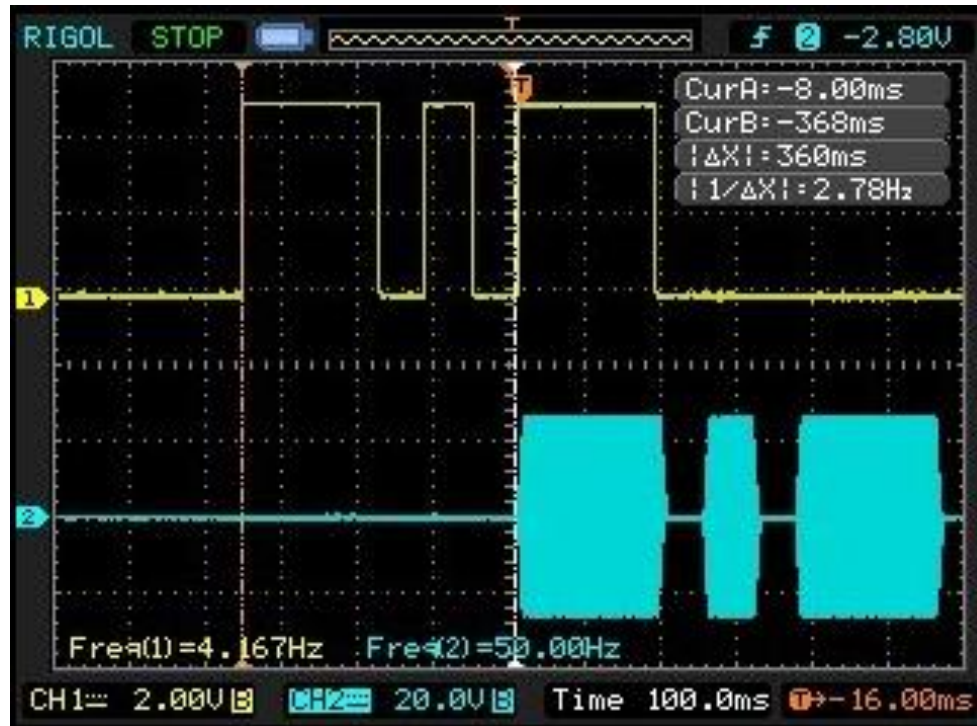 RIGOL STOP T ƒ 2 -2.80V
T
CurA:-8.00ms
CurB:-368ms
|ΔX|:360ms
|1/ΔX|:2.78Hz
1
2
Freq(1)=4.167Hz Freq(2)=50.00Hz
CH1 2.00V B CH2 20.0V B Time 100.0ms T→-16.00ms